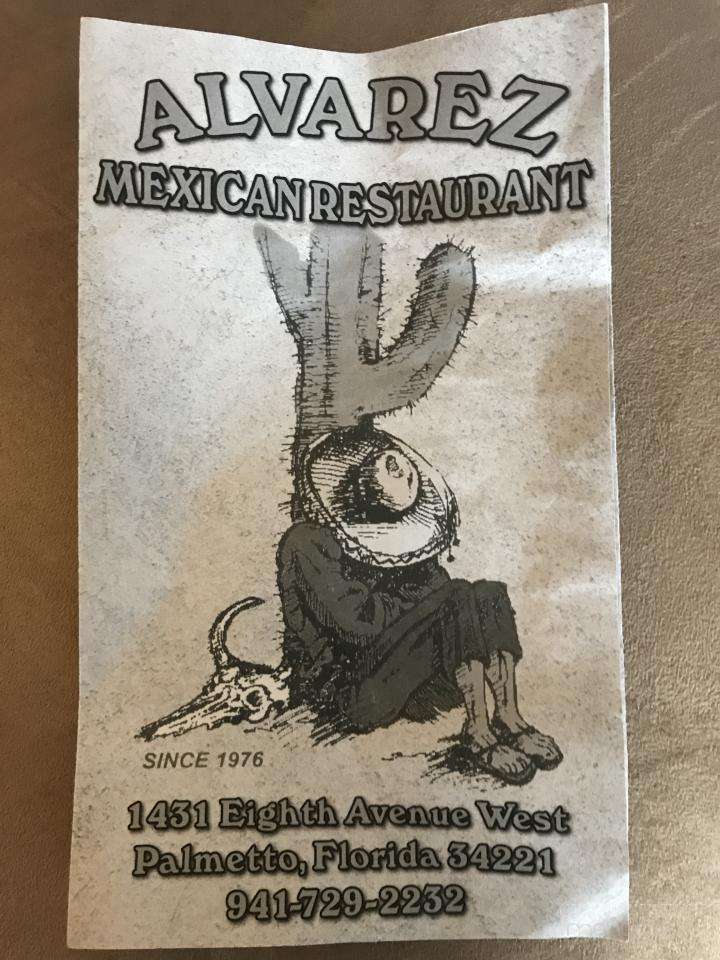 ALVAREZ
MEXICAN RESTAURANT
SINCE 1976
1431 Eighth Avenue West
Palmetto, Florida 34221
941-729-2232